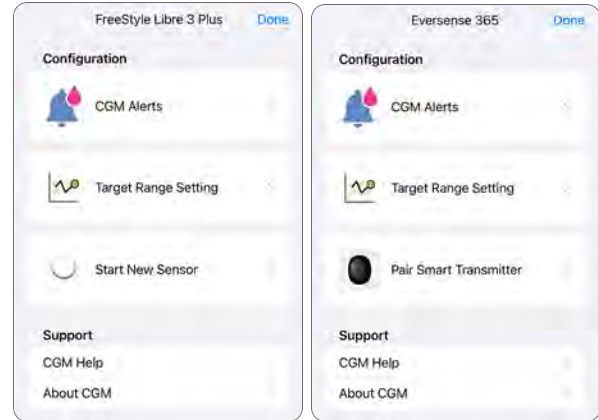 FreeStyle Libre 3 Plus
Done
Configuration
CGM Alerts
Target Range Setting
Start New Sensor
Support
CGM Help
About CGM
Eversense 365
Done
Configuration
CGM Alerts
Target Range Setting
Pair Smart Transmitter
Support
CGM Help
About CGM